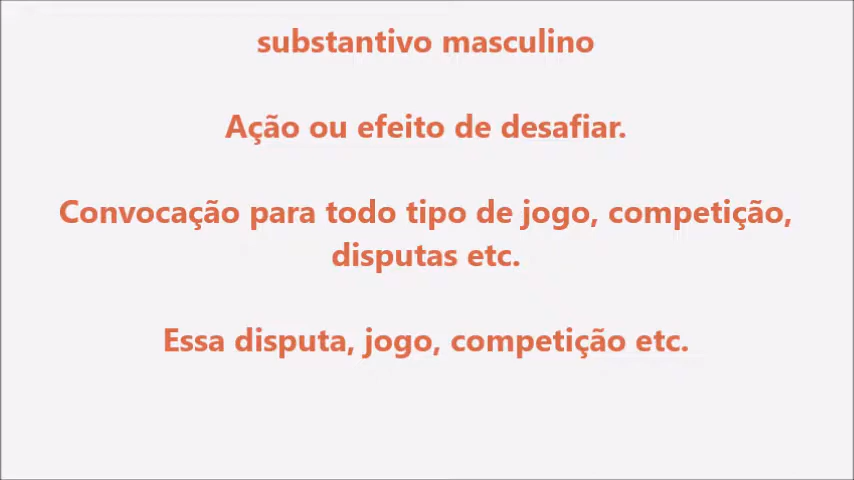 substantivo masculino
Ação ou efeito de desafiar.
Convocação para todo tipo de jogo, competição,
disputas etc.
Essa disputa, jogo, competição etc.